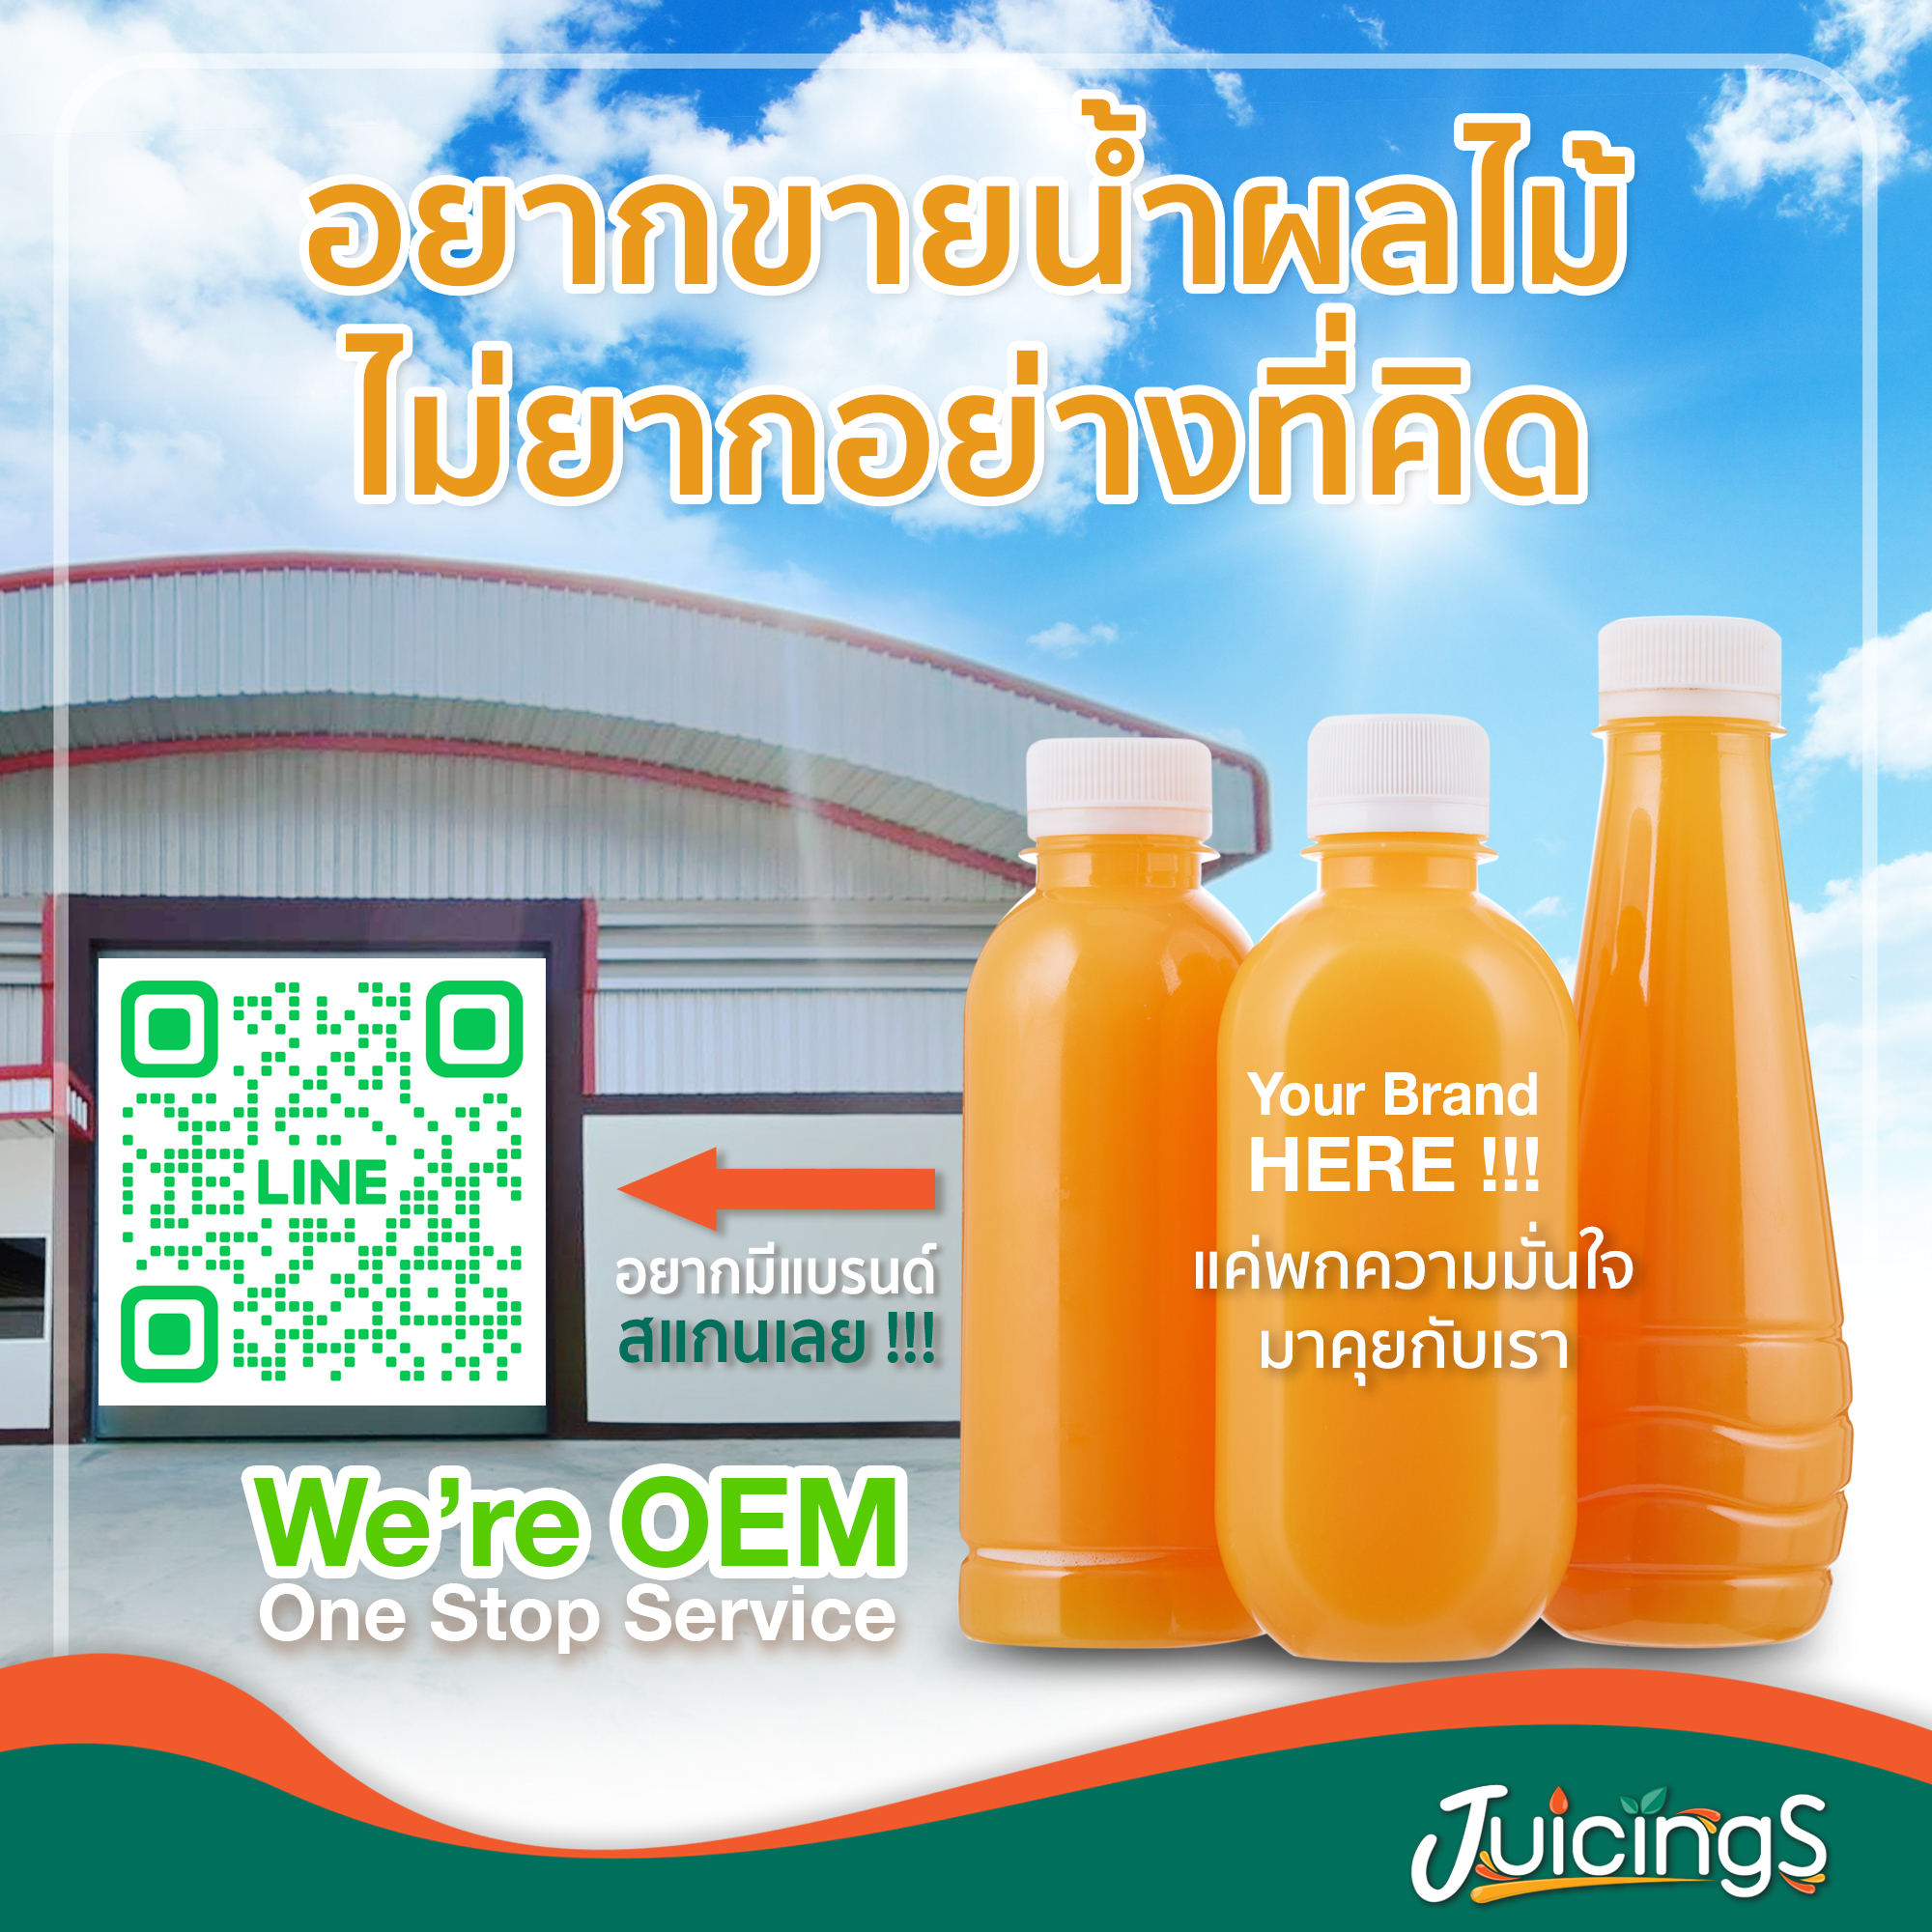 อยากขายน้ำผลไม้
ไม่ยากอย่างที่คิด
LINE
อยากมีแบรนด์
สแกนเลย !!!
Your Brand
HERE !!!
แค่พกความมั่นใจ
มาคุยกับเรา
We're OEM
One Stop Service
Juicings